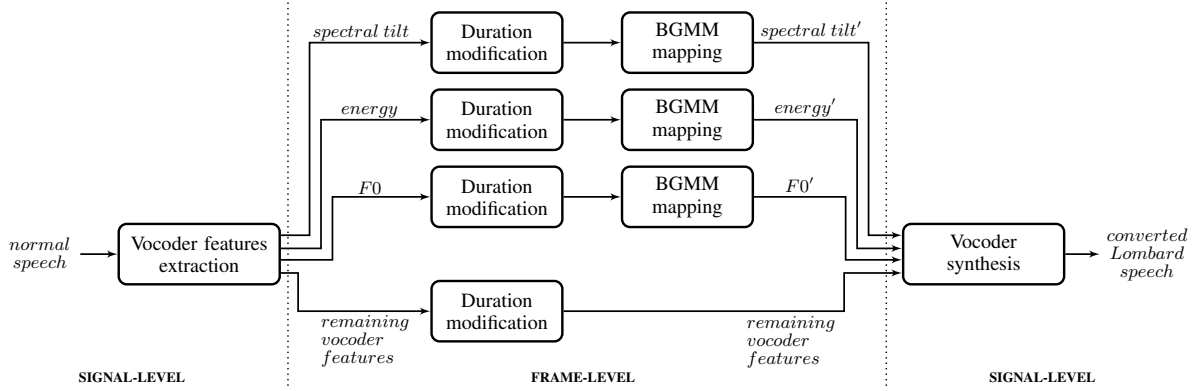 spectral tilt
Duration
modification
BGMM
mapping
spectral tilt′
energy
Duration
modification
BGMM
mapping
energy′
F0
Duration
modification
BGMM
mapping
F0′
normal
speech
Vocoder features
extraction
Vocoder
synthesis
converted
Lombard
speech
remaining
vocoder
features
Duration
modification
remaining
vocoder
features
SIGNAL-LEVEL
FRAME-LEVEL
SIGNAL-LEVEL